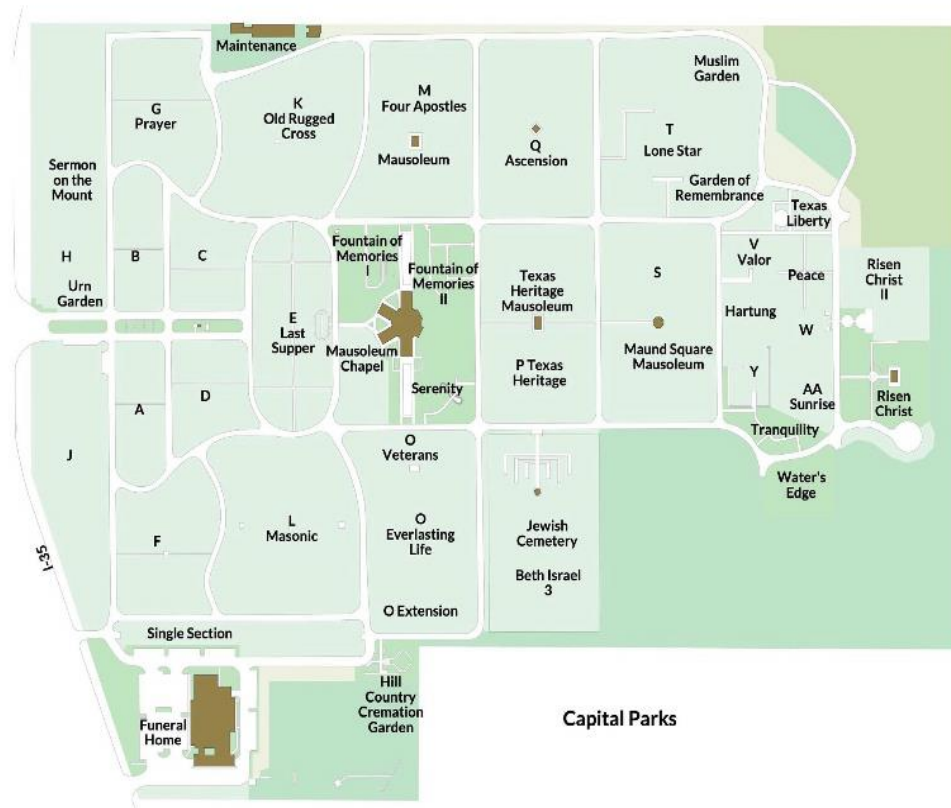 Maintenance
Muslim
Garden
G
Prayer
K
Old Rugged
Cross
M
Four Apostles
Mausoleum
Q
Ascension
T
Lone Star
Garden of
Remembrance
Sermon
on the
Mount
Texas
Liberty
H
Urn
Garden
B
C
E
Last
Supper
Fountain of
Memories
I
Fountain of
Memories
II
Mausoleum
Chapel
Serenity
Texas
Heritage
Mausoleum
P Texas
Heritage
S
Maund Square
Mausoleum
V
Valor
Peace
Hartung
W
Y
AA
Sunrise
Tranquility
Risen
Christ
II
Risen
Christ
Water's
Edge
A
D
J
I-35
F
L
Masonic
O
Veterans
O
Everlasting
Life
O Extension
Jewish
Cemetery
Beth Israel
3
Single Section
Funeral
Home
Hill
Country
Cremation
Garden
Capital Parks